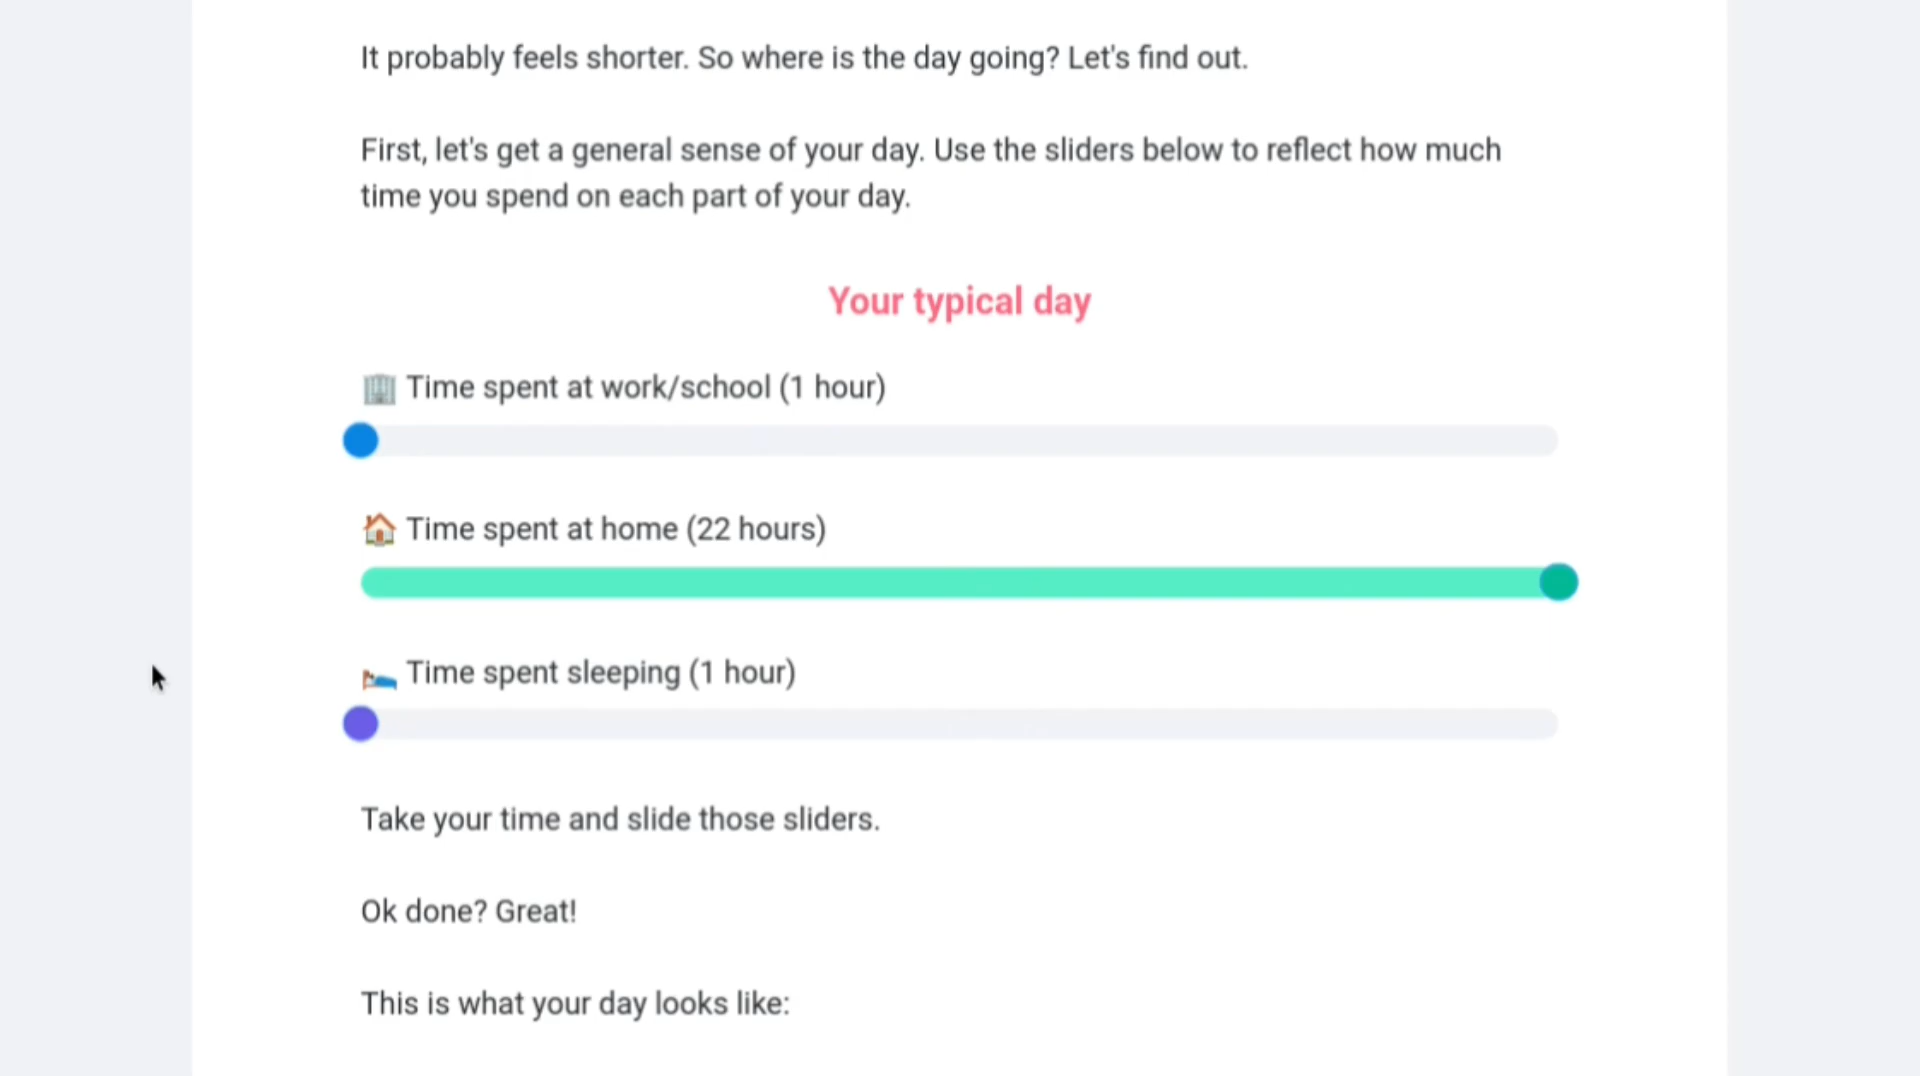 It probably feels shorter. So where is the day going? Let's find out.
First, let's get a general sense of your day. Use the sliders below to reflect how much
time you spend on each part of your day.
Your typical day
🏢 Time spent at work/school (1 hour)
🏠 Time spent at home (22 hours)
🛌 Time spent sleeping (1 hour)
Take your time and slide those sliders.
Ok done? Great!
This is what your day looks like: